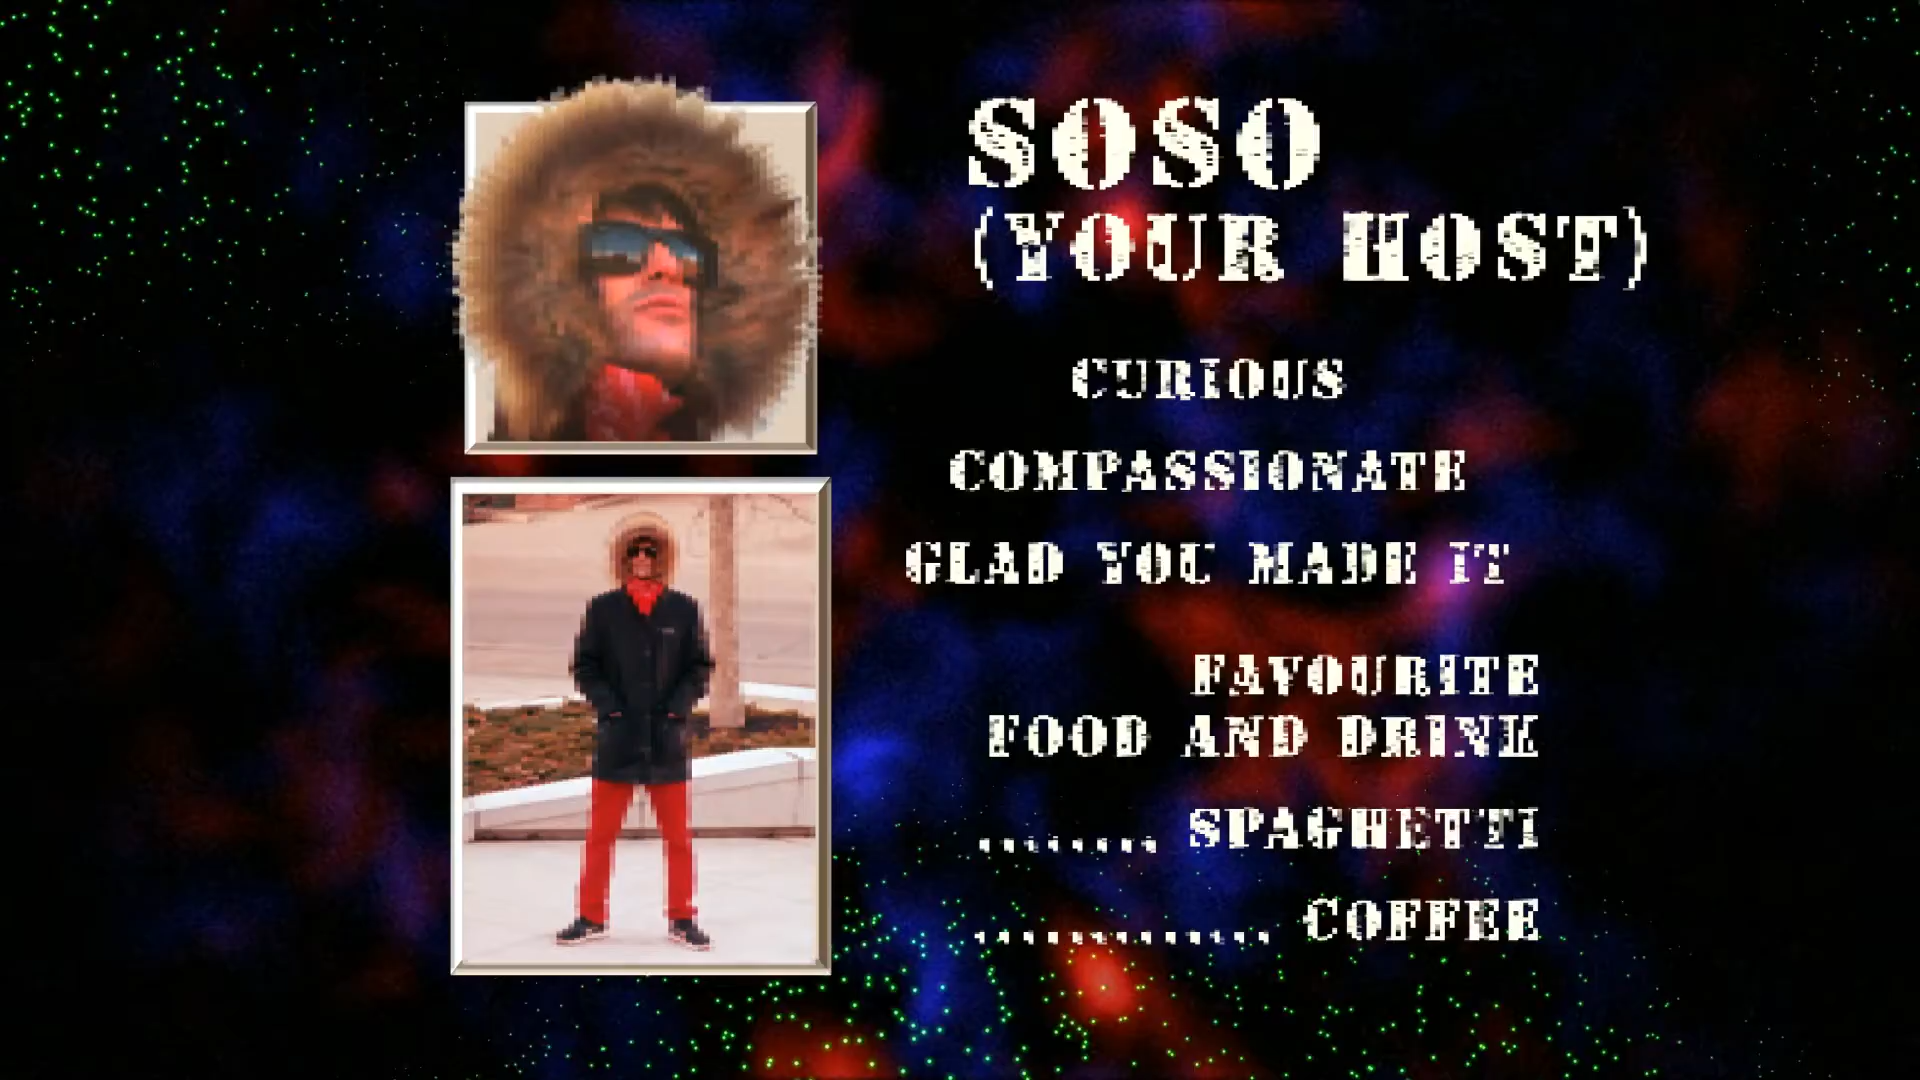 SOSO
(YOUR HOST)
CURIOUS
COMPASSIONATE
GLAD YOU MADE IT
FAVOURITE
FOOD AND DRINK
........ SPAGHETTI
............. COFFEE